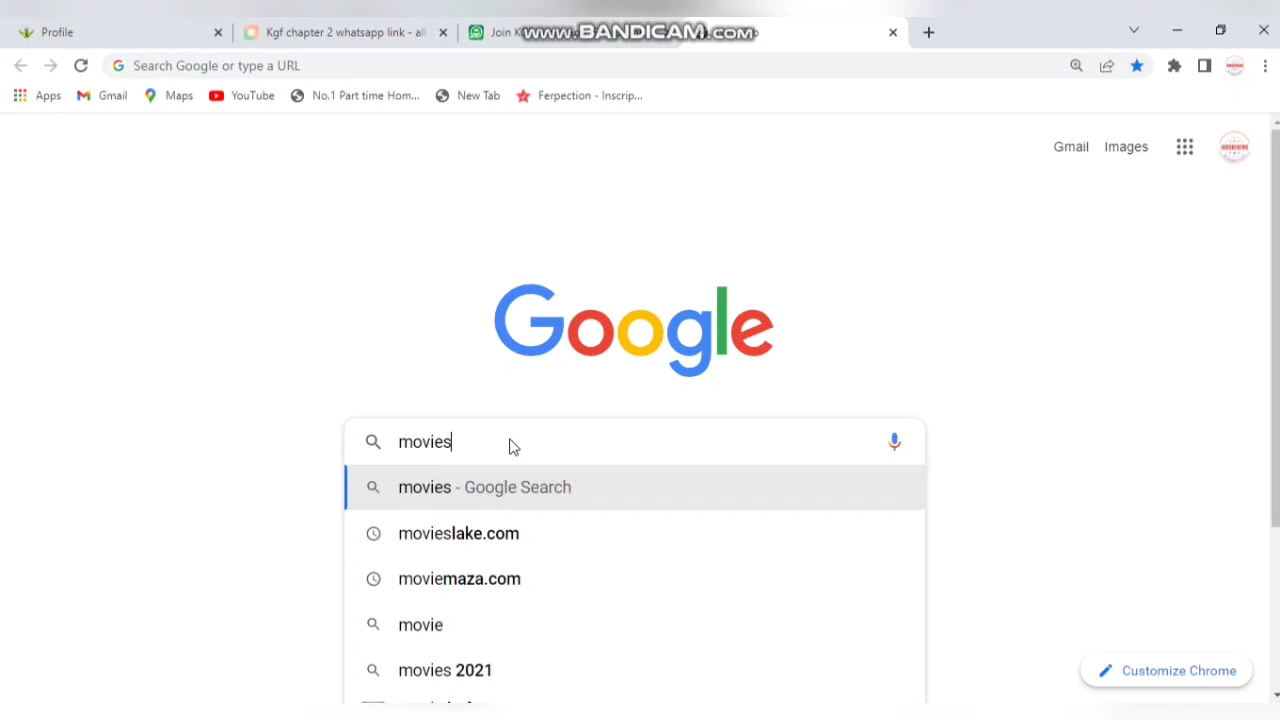 Profile
Kgf chapter 2 whatsapp link - all
Join K
www.BANDICAM.com
Search Google or type a URL
Apps Gmail Maps YouTube No.1 Part time Hom... New Tab Ferpection - Inscrip...
Gmail Images
Google
movies
movies - Google Search
movieslake.com
moviemaza.com
movie
movies 2021
Customize Chrome